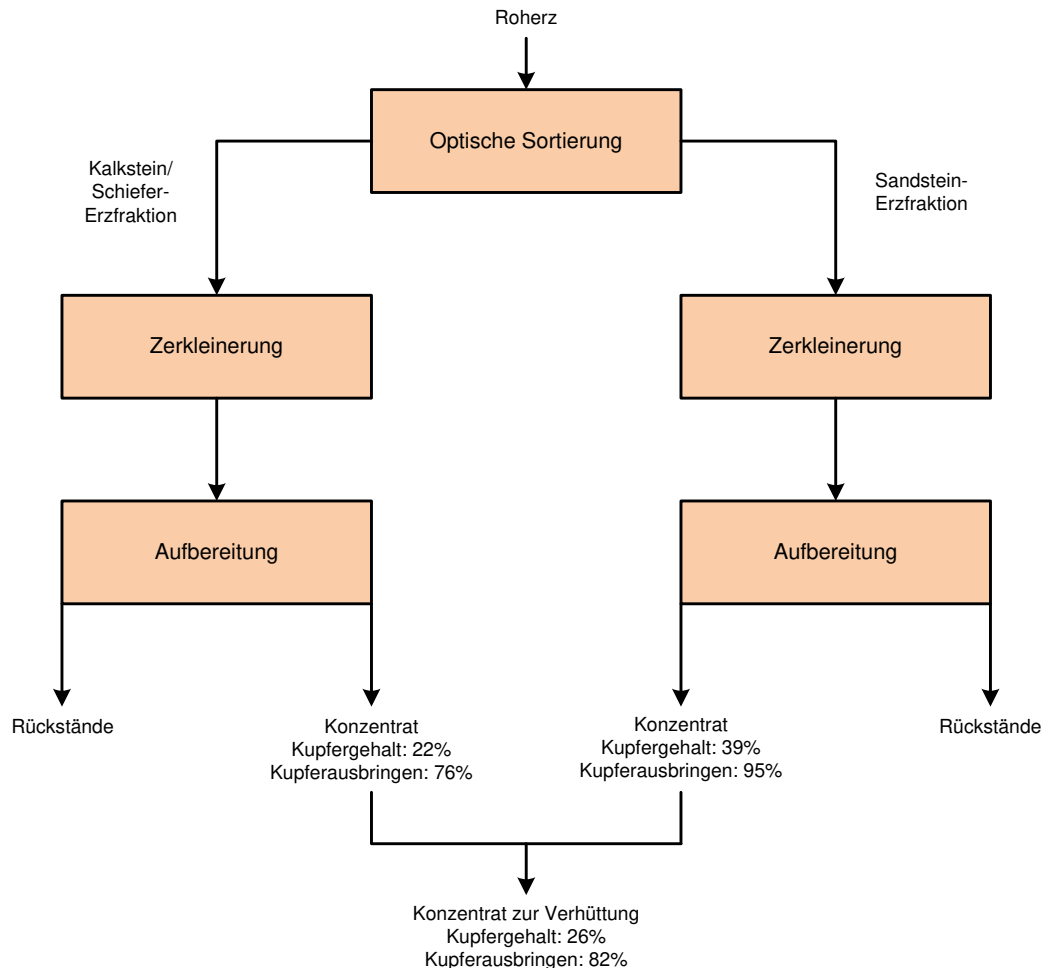 Roherz
Optische Sortierung
Kalkstein/
Schiefer-
Erzfraktion
Sandstein-
Erzfraktion
Zerkleinerung
Zerkleinerung
Aufbereitung
Aufbereitung
Rückstände
Konzentrat
Kupfergehalt: 22%
Kupferausbringen: 76%
Konzentrat
Kupfergehalt: 39%
Kupferausbringen: 95%
Rückstände
Konzentrat zur Verhüttung
Kupfergehalt: 26%
Kupferausbringen: 82%